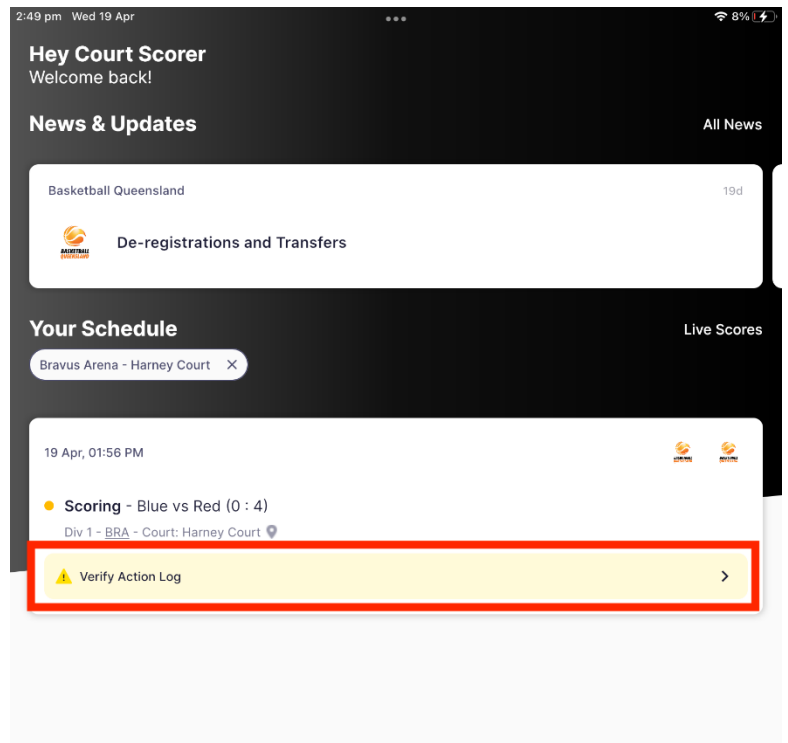 2:49 pm Wed 19 Apr
8%
Hey Court Scorer
Welcome back!
News & Updates
All News
Basketball Queensland
19d
BASKETBALL
QUEENSLAND
De-registrations and Transfers
Your Schedule
Live Scores
Bravus Arena - Harney Court
19 Apr, 01:56 PM
Scoring - Blue vs Red (0 : 4)
Div 1 - BRA - Court: Harney Court
Verify Action Log